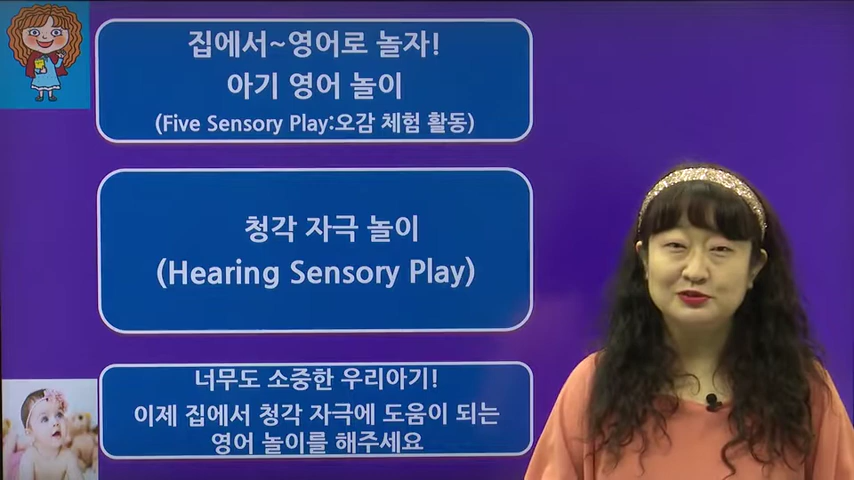 집에서~영어로 놀자!
아기 영어 놀이
(Five Sensory Play:오감 체험 활동)
청각 자극 놀이
(Hearing Sensory Play)
너무도 소중한 우리아기!
이제 집에서 청각 자극에 도움이 되는
영어 놀이를 해주세요